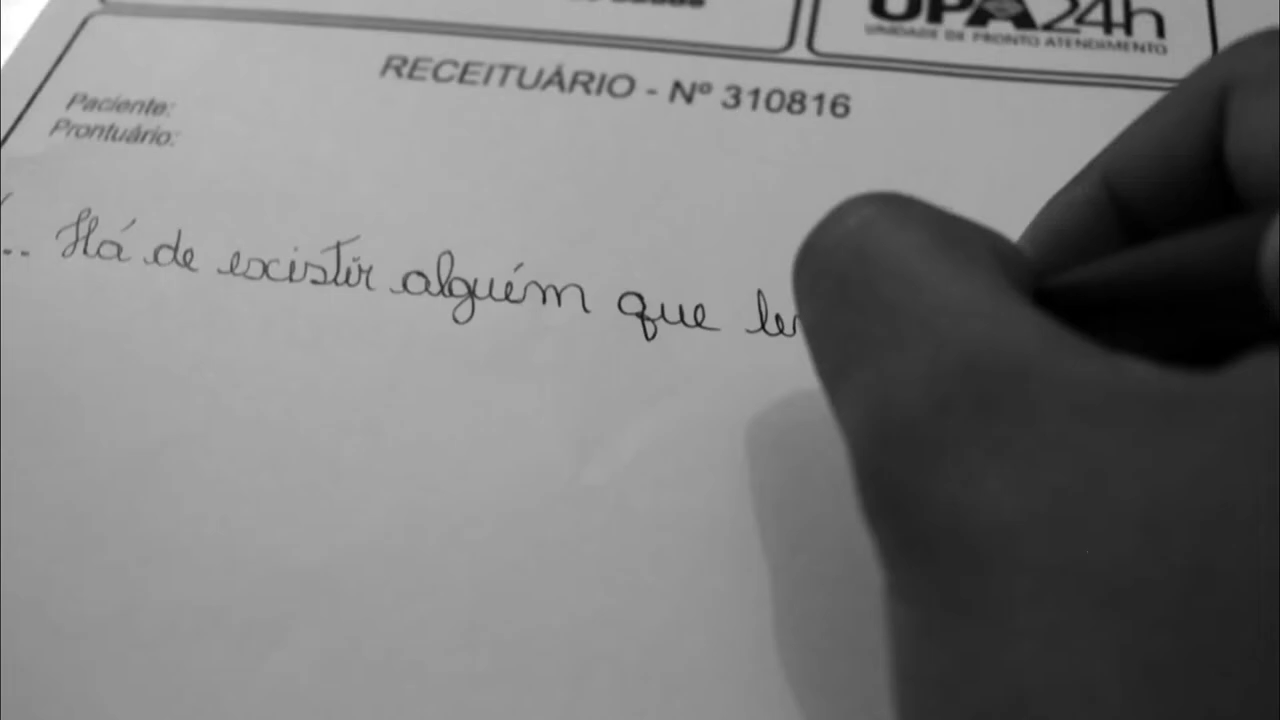 UPA24h
UNIDADE DE PRONTO ATENDIMENTO
RECEITUÁRIO - Nº 310816
Paciente:
Prontuário:
.. Há de existir alguém que